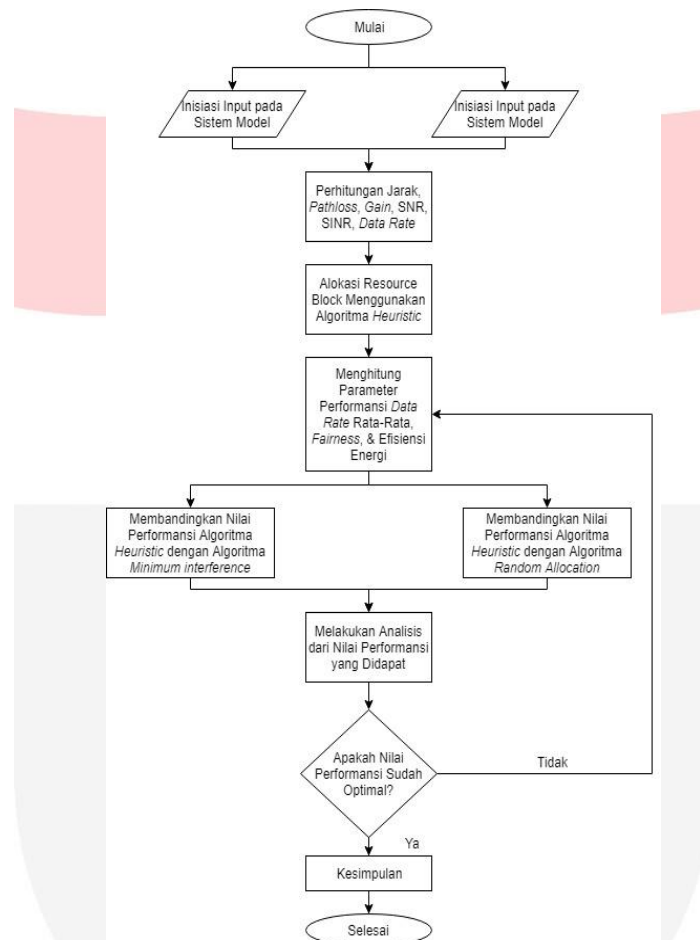 Mulai
Inisiasi Input pada
Sistem Model
Inisiasi Input pada
Sistem Model
Perhitungan Jarak,
Pathloss, Gain, SNR,
SINR, Data Rate
Alokasi Resource
Block Menggunakan
Algoritma Heuristic
Menghitung
Parameter
Performansi Data
Rate Rata-Rata,
Fairness, & Efisiensi
Energi
Membandingkan Nilai
Performansi Algoritma
Heuristic dengan Algoritma
Minimum interference
Membandingkan Nilai
Performansi Algoritma
Heuristic dengan Algoritma
Random Allocation
Melakukan Analisis
dari Nilai Performansi
yang Didapat
Apakah Nilai
Performansi Sudah
Optimal?
Tidak
Ya
Kesimpulan
Selesai